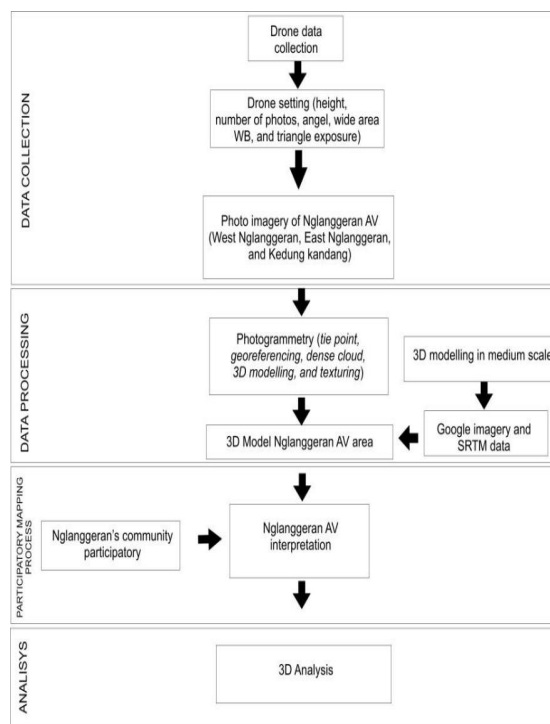 DATA COLLECTION
Drone data
collection
Drone setting (height,
number of photos, angel, wide area
WB, and triangle exposure)
Photo imagery of Nglanggeran AV
(West Nglanggeran, East Nglanggeran,
and Kedung kandang)
DATA PROCESSING
Photogrammetry (tie point,
georeferencing, dense cloud,
3D modelling, and texturing)
3D modelling in medium scale
3D Model Nglanggeran AV area
Google imagery and
SRTM data
PARTICIPATORY MAPPING
PROCESS
Nglanggeran's community
participatory
Nglanggeran AV
interpretation
ANALISYS
3D Analysis